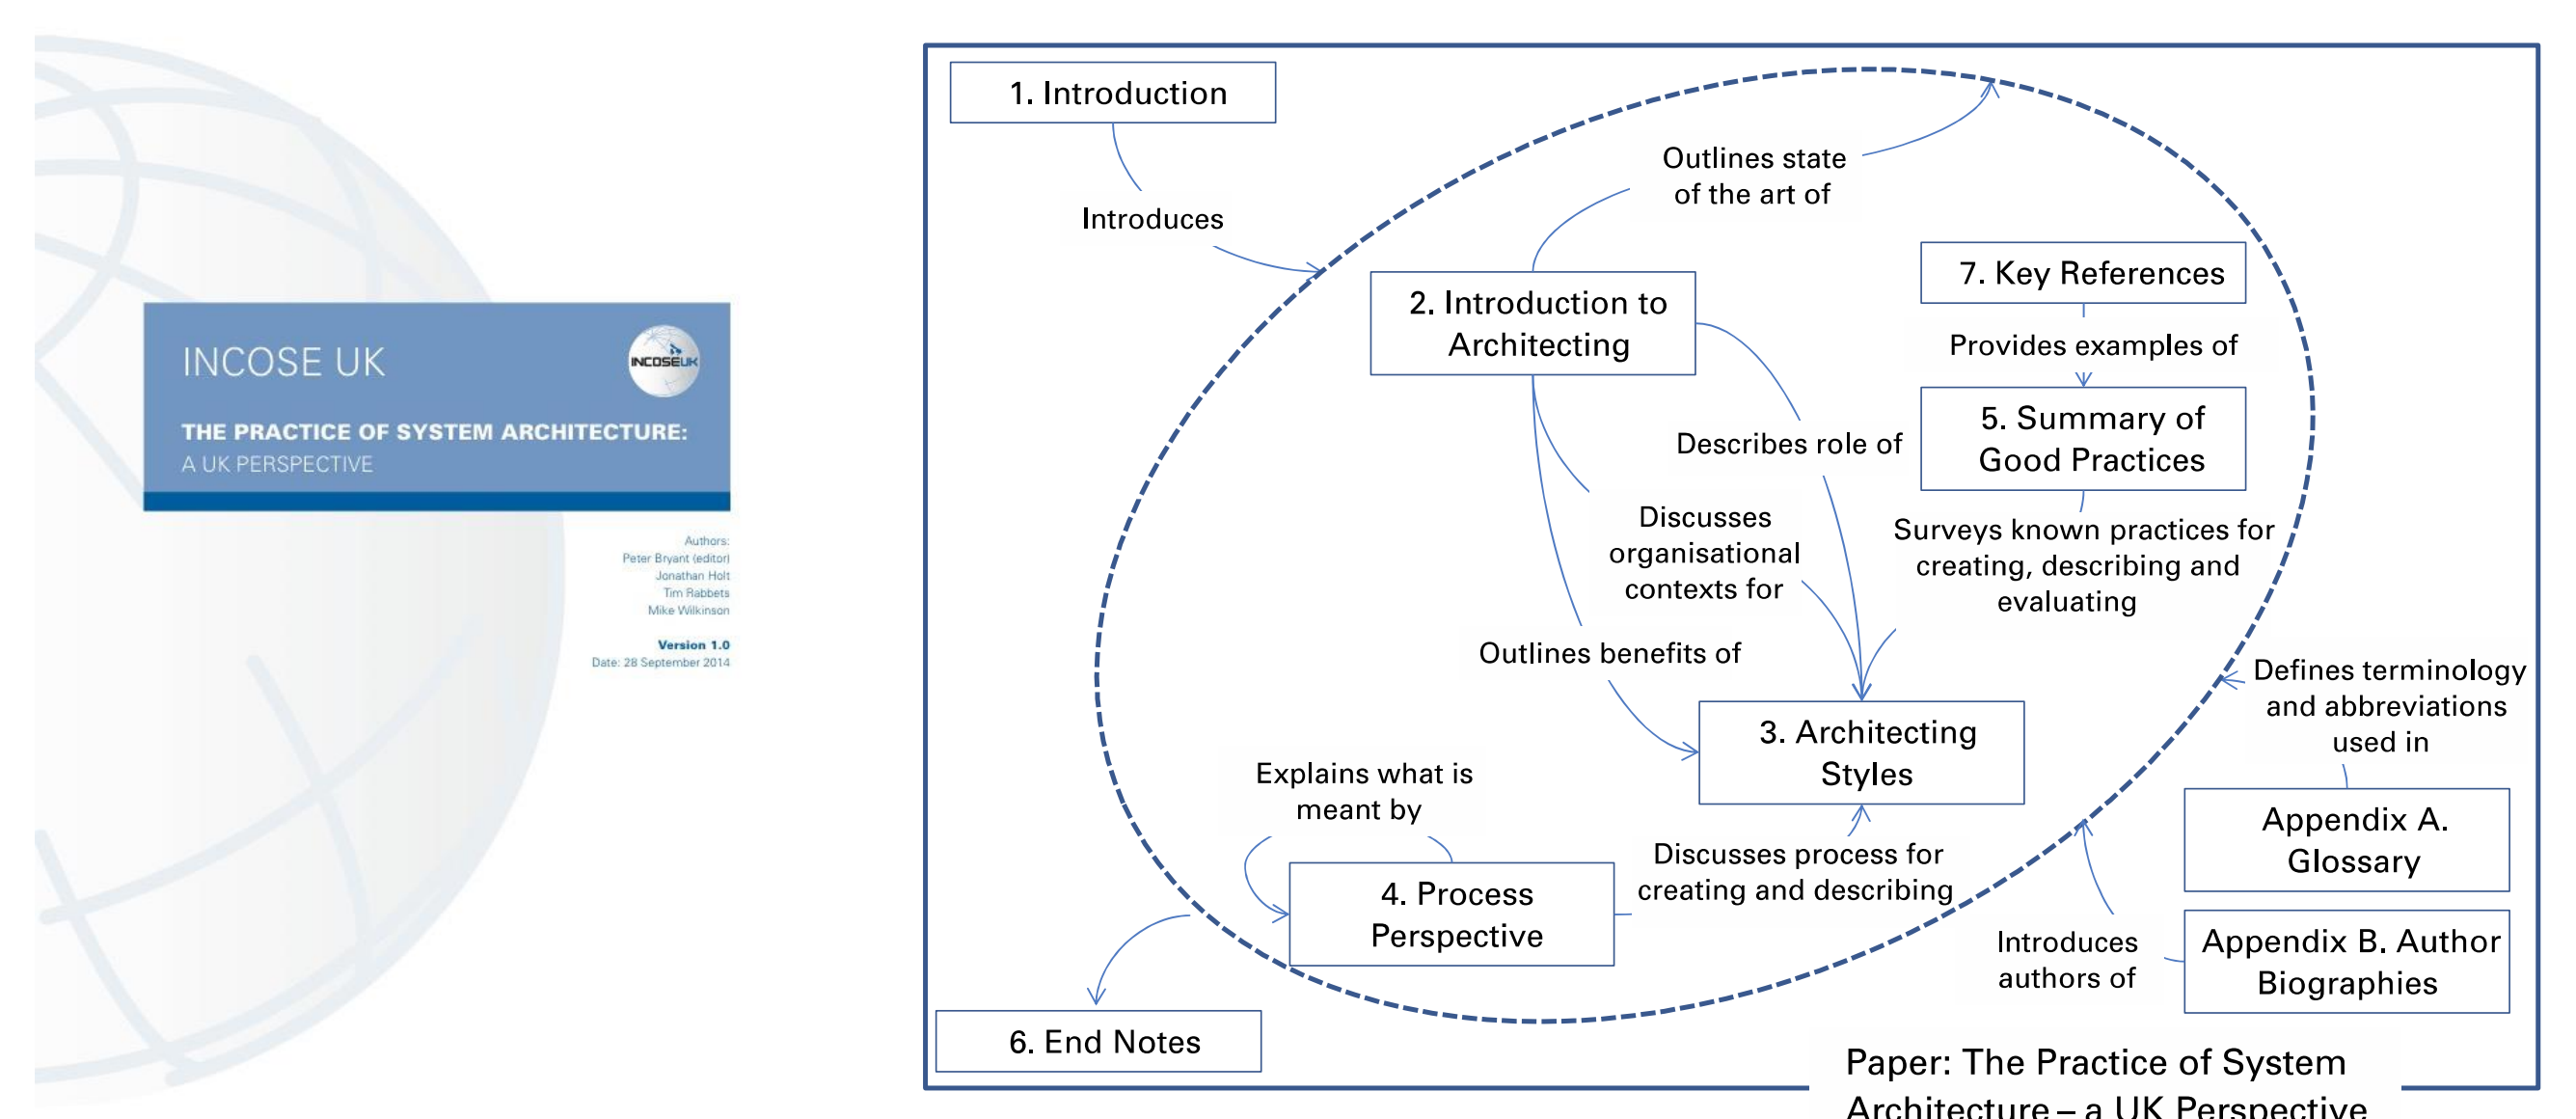 INCOSE UK
INCOSEUK
THE PRACTICE OF SYSTEM ARCHITECTURE:
A UK PERSPECTIVE
Authors:
Peter Bryant (editor)
Jonathan Holt
Tim Rabbets
Mike Wilkinson
Version 1.0
Date: 28 September 2014
1. Introduction
Introduces
Outlines state
of the art of
2. Introduction to
Architecting
7. Key References
Provides examples of
5. Summary of
Good Practices
Describes role of
Discusses
organisational
contexts for
Surveys known practices for
creating, describing and
evaluating
Outlines benefits of
Defines terminology
and abbreviations
used in
3. Architecting
Styles
Explains what is
meant by
4. Process
Perspective
Discusses process for
creating and describing
Appendix A.
Glossary
Introduces
authors of
Appendix B. Author
Biographies
6. End Notes
Paper: The Practice of System
Architecture – a UK Perspective